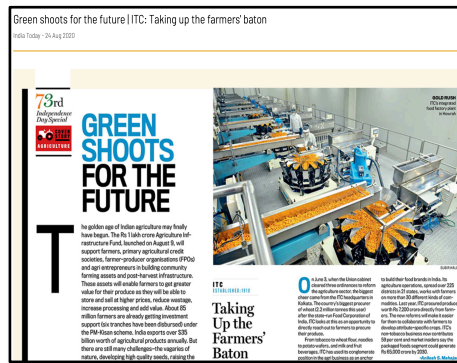 Green shoots for the future | ITC: Taking up the farmers' baton
India Today - 24 Aug 2020
73rd
Independence
Day Special
AGRICULTURE
GREEN
SHOOTS
FOR THE
FUTURE
The golden age of Indian agriculture may finally
have begun. The Rs 1 lakh crore Agriculture Inf-
rastructure Fund, launched on August 9, will
support farmers, primary agricultural credit
societies, farmer-producer organisations (FPOs)
and agri entrepreneurs in building community
farming assets and post-harvest infrastructure.
These assets will enable farmers to get greater
value for their produce as they will be able to
store and sell at higher prices, reduce wastage,
increase processing and add value. About 85
million farmers are already getting investment
support (six tranches have been disbursed under
the PM-Kisan scheme. India exports over $35
billion worth of agricultural products annually. But
there are still many challenges—the vagaries of
nature, developing high quality seeds, raising the
GOLD RUSH
ITC's integrated
food factory plant
in Howrah
ITC
ESTABLISHED: 1910
Taking
Up the
Farmers'
Baton
On June 3, when the Union cabinet
cleared three ordinances to reform
the agriculture sector, the biggest
cheer came from the ITC headquarters in
Kolkata. The country's biggest procurer
of wheat (2.2 million tonnes this year)
after the state-run Food Corporation of
India, ITC looks at this as an opportunity to
directly reach out to farmers to procure
their produce.
From tobacco to wheat flour, noodles
to potato wafers, and milk and fruit
beverages, ITC has used its conglomerate
position in the agri business as an anchor
to build their food brands in India. Its
agriculture operations, spread over 225
districts in 21 states, works with farmers
on more than 30 different kinds of com-
modities. Last year, ITC procured produce
worth Rs 7,200 crore directly from farm-
ers. The new reforms will make it easier
for them to collaborate with farmers to
develop attribute-specific crops. ITC's
non-tobacco business now contributes
59 per cent and market insiders say the
packaged foods segment could generate
Rs 65,000 crore by 2030.